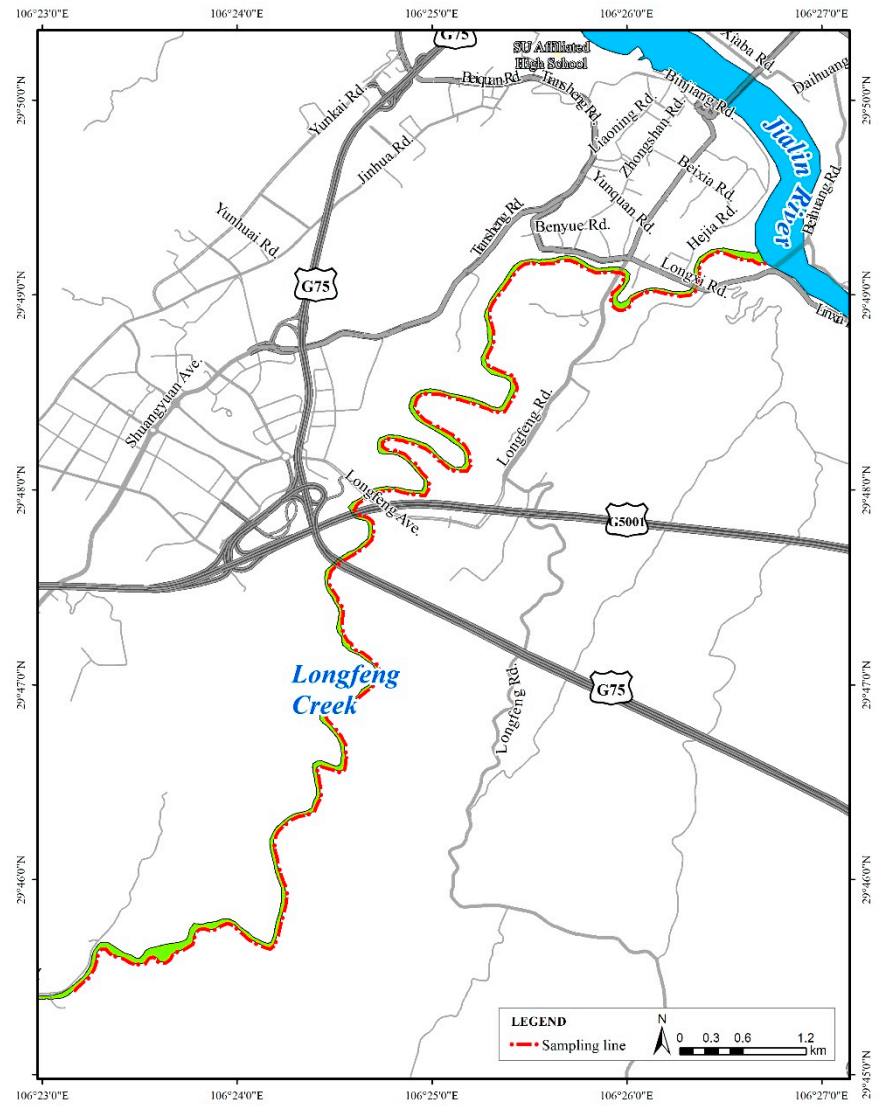 106°23'0"E
106°24'0"E
106°25'0"E
106°26'0"E
106°27'0"E
G75
SU Affiliated
High School
Xiaba Rd.
Daihuang
Beiquan Rd.
Tiansheng Rd.
Binjiang Rd.
29°50'0"N
29°50'0"N
Yunkai Rd.
Liaoning Rd.
Zhongshan Rd.
Jialin River
Jinhua Rd.
Beixia Rd.
Yunquan Rd.
Beihuang Rd.
Yunhuai Rd.
Tiansheng Rd.
Benyue Rd.
Hejia Rd.
Longxi Rd.
29°49'0"N
29°49'0"N
G75
Shuangyuan Ave.
Longfeng Rd.
29°48'0"N
29°48'0"N
Longfeng Ave.
G5001
Longfeng
Creek
Longfeng Rd.
G75
29°47'0"N
29°47'0"N
29°46'0"N
29°46'0"N
LEGEND
Sampling line
N
0 0.3 0.6 1.2
km
29°45'0"N
29°45'0"N
106°23'0"E
106°24'0"E
106°25'0"E
106°26'0"E
106°27'0"E